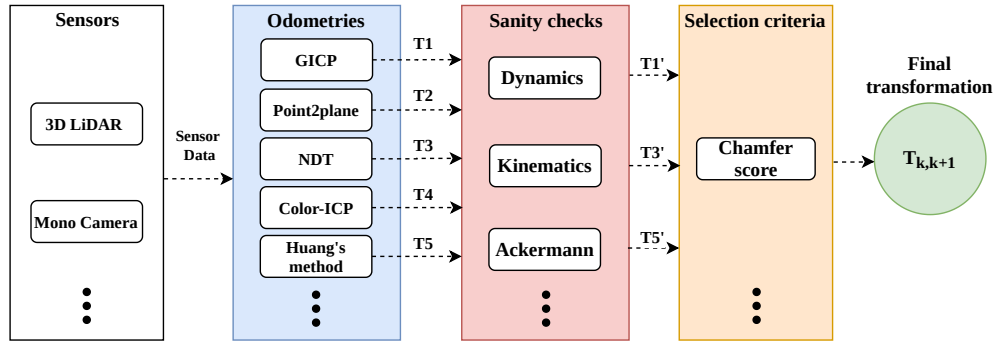 Sensors
3D LiDAR
Mono Camera
Sensor
Data
Odometries
GICP
Point2plane
NDT
Color-ICP
Huang's
method
T1
T2
T3
T4
T5
Sanity checks
Dynamics
Kinematics
Ackermann
T1'
T3'
T5'
Selection criteria
Chamfer
score
Final
transformation
T_{k,k+1}